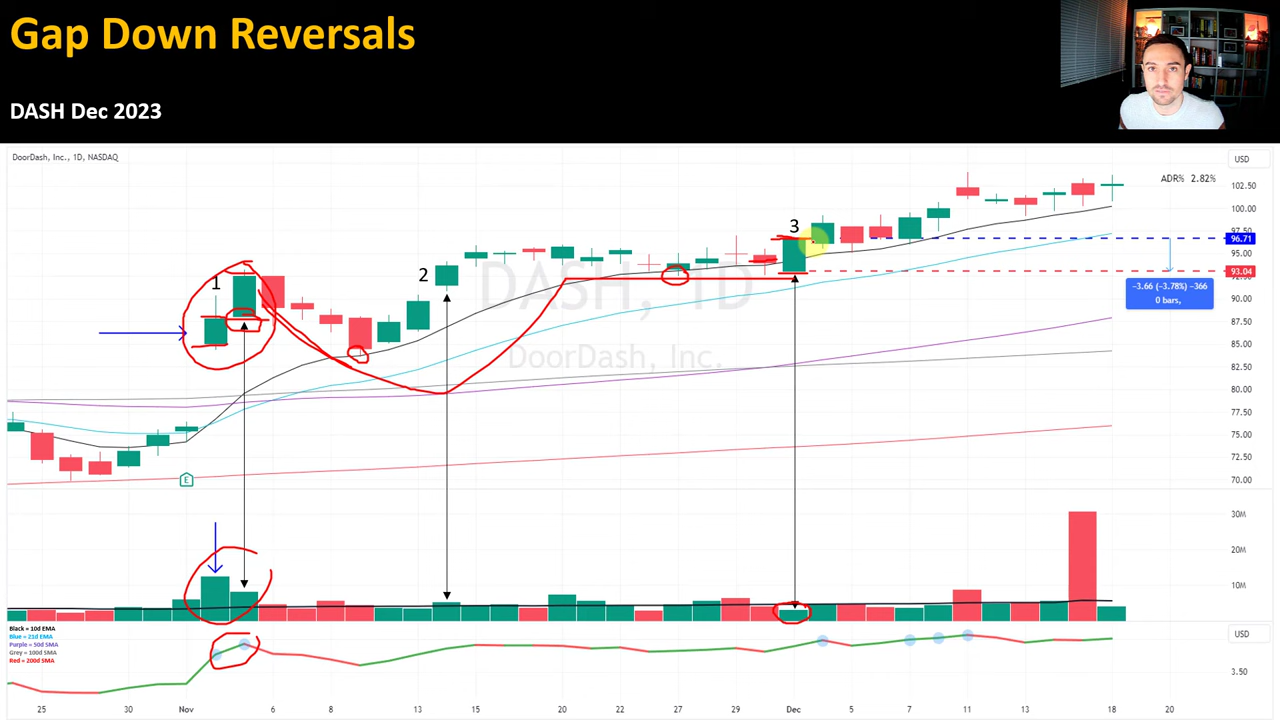 Gap Down Reversals
DASH Dec 2023
DoorDash, Inc., 1D, NASDAQ
USD
ADR% 2.82%
102.50
100.00
97.50
96.71
93.04
−3.66 (−3.78%) −366
0 bars,
90.00
87.50
85.00
82.50
80.00
77.50
75.00
72.50
70.00
1
2
3
DASH, 1D
DoorDash, Inc.
E
30M
20M
10M
Black = 10d EMA
Blue = 21d EMA
Purple = 50d SMA
Grey = 100d SMA
Red = 200d SMA
USD
3.50
25 30 Nov 6 8 10 13 15 20 22 24 27 29 Dec 5 7 11 13 18 20